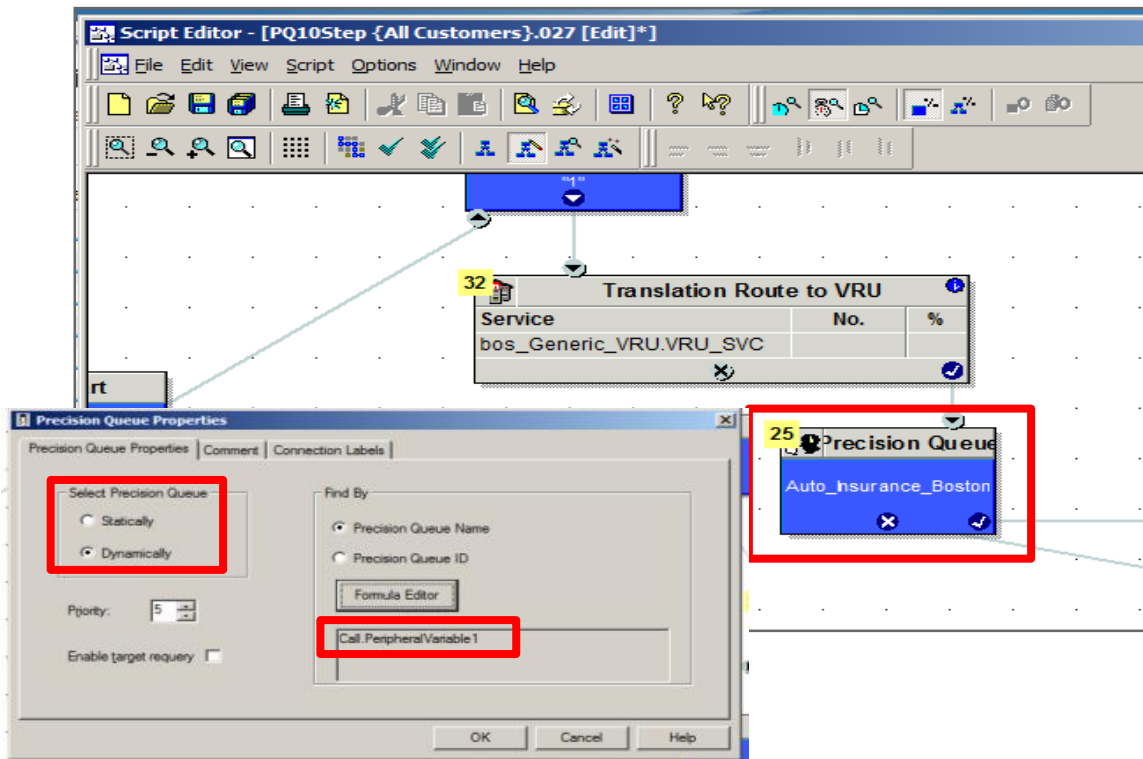 Script Editor - [PQ10Step {All Customers}.027 [Edit]*]
File Edit View Script Options Window Help
"1"
32
Translation Route to VRU
Service No. %
bos_Generic_VRU.VRU_SVC
rt
25
Precision Queue
Auto_Insurance_Boston
Precision Queue Properties
Precision Queue Properties Comment Connection Labels
Select Precision Queue
Statically
Dynamically
Priority: 5
Enable target requery
Find By
Precision Queue Name
Precision Queue ID
Formula Editor
Call.PeripheralVariable1
OK Cancel Help